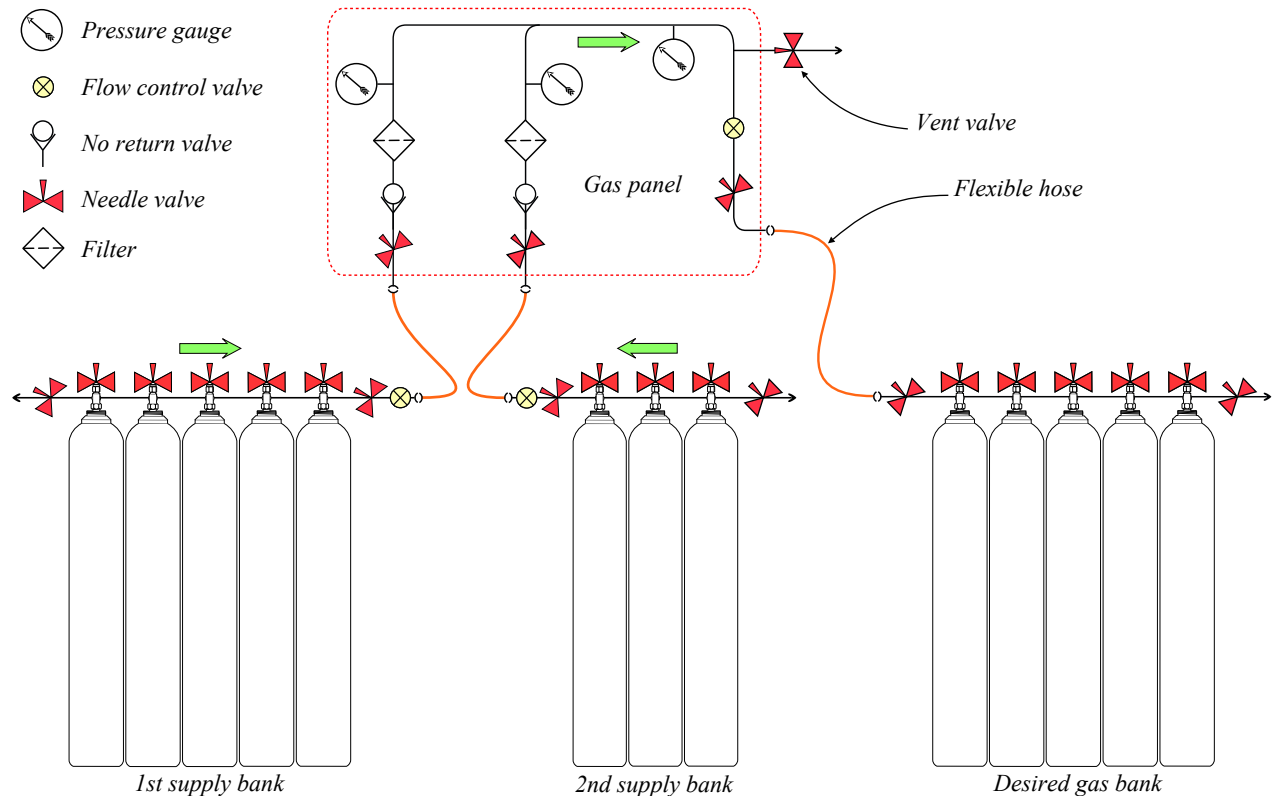 Pressure gauge
Flow control valve
No return valve
Needle valve
Filter
Vent valve
Gas panel
Flexible hose
1st supply bank
2nd supply bank
Desired gas bank